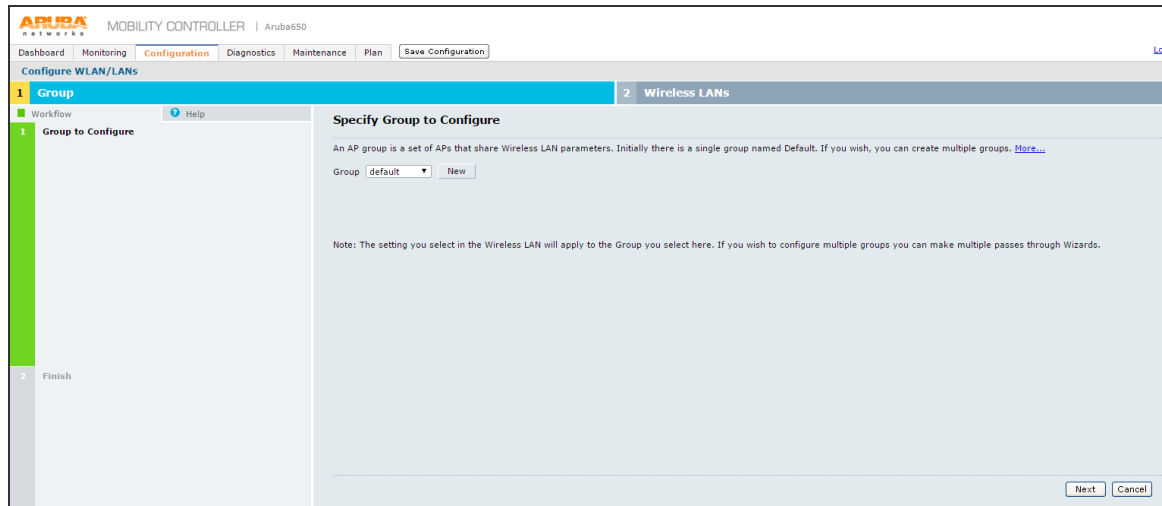 ARUBA networks MOBILITY CONTROLLER | Aruba650
Dashboard Monitoring Configuration Diagnostics Maintenance Plan Save Configuration
Configure WLAN/LANs
1 Group 2 Wireless LANs
Workflow ? Help
1 Group to Configure
Specify Group to Configure
An AP group is a set of APs that share Wireless LAN parameters. Initially there is a single group named Default. If you wish, you can create multiple groups. More...
Group default New
Note: The setting you select in the Wireless LAN will apply to the Group you select here. If you wish to configure multiple groups you can make multiple passes through Wizards.
2 Finish
Next Cancel